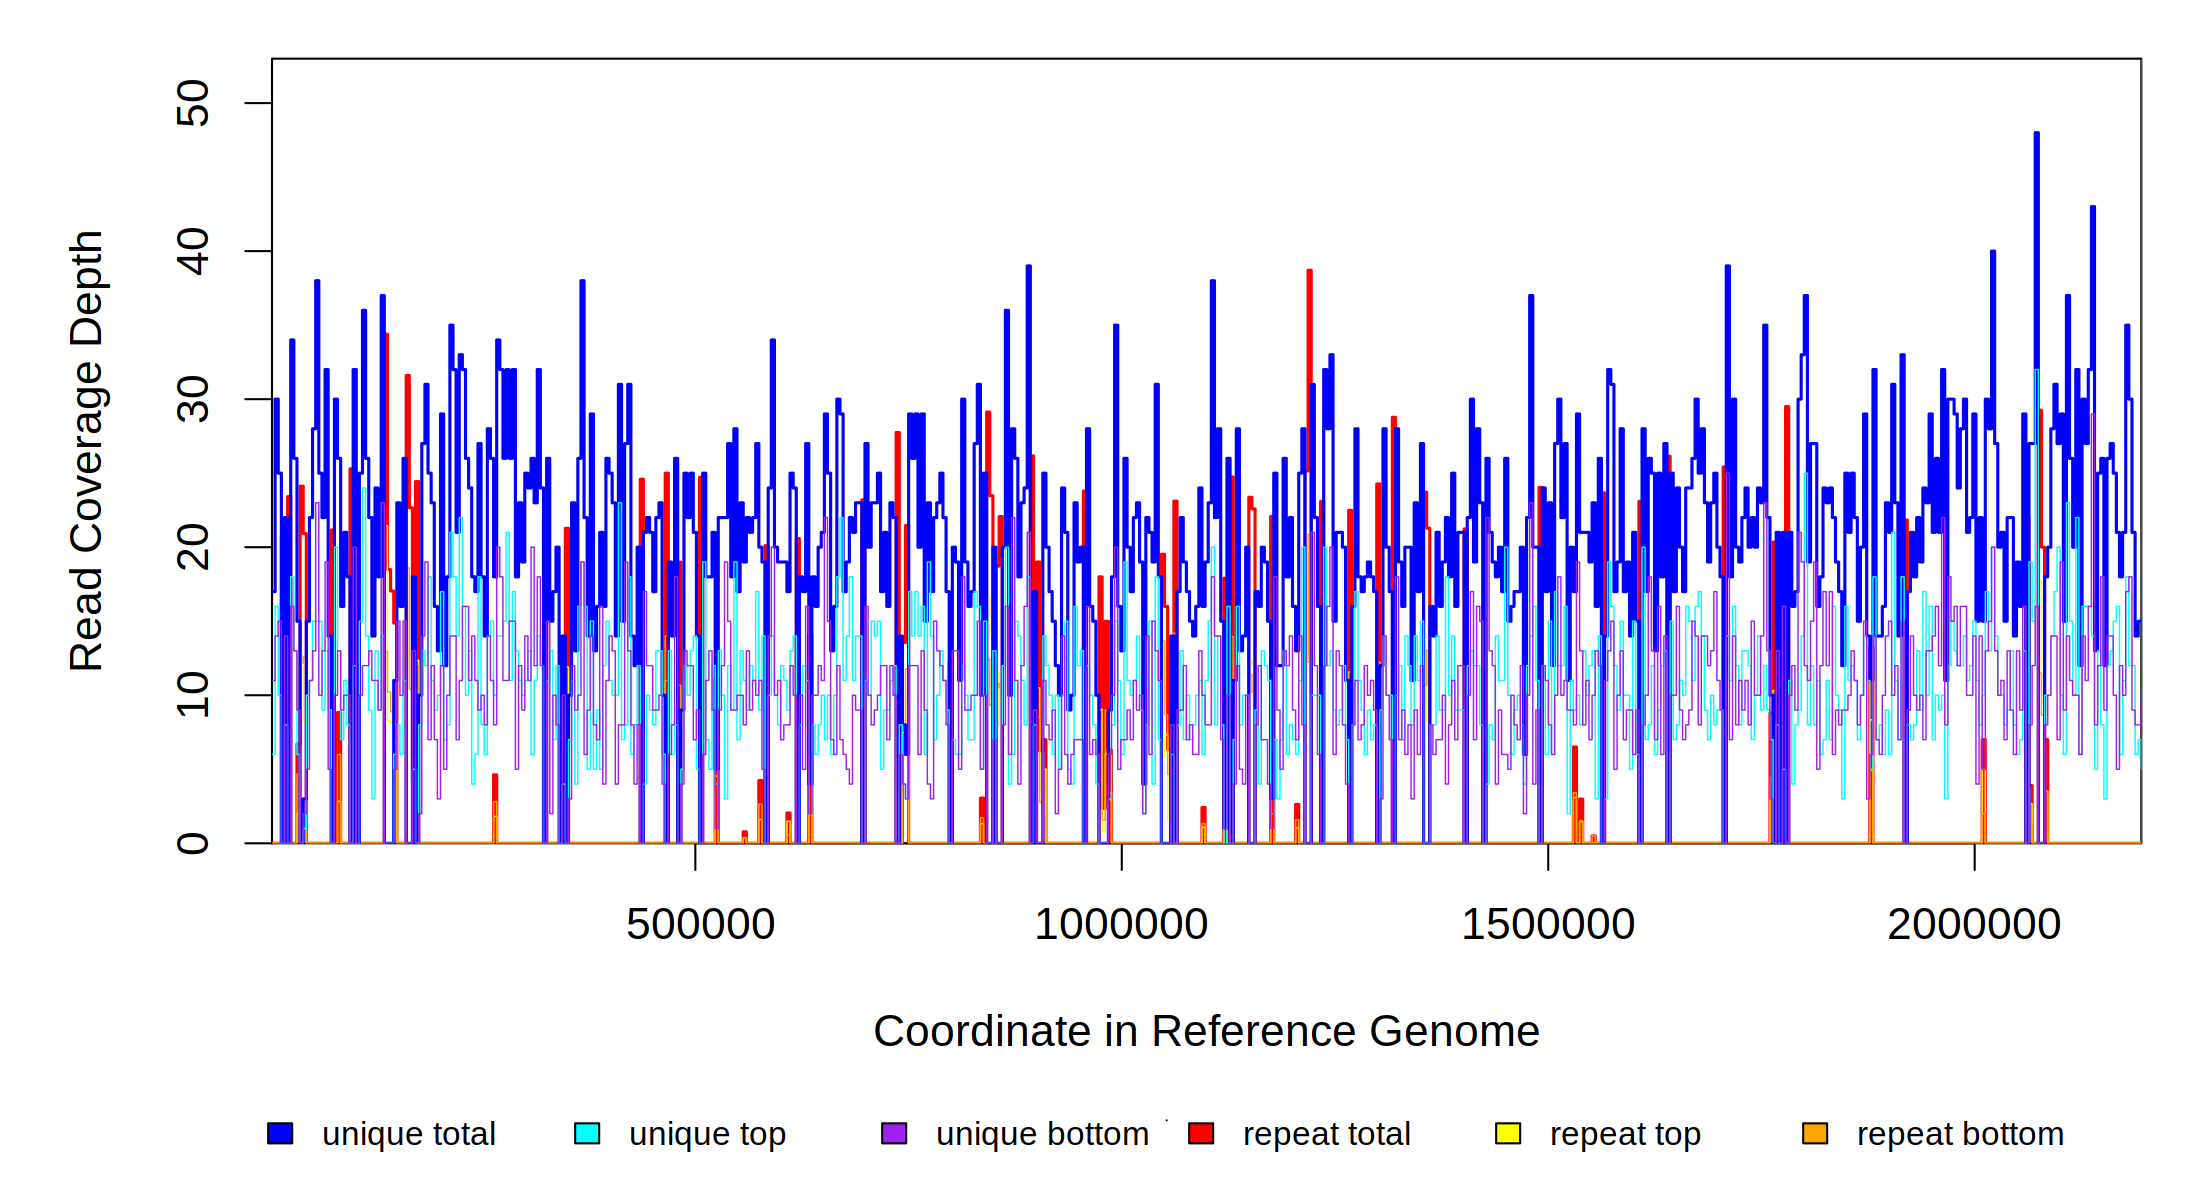 Read Coverage Depth
50
40
30
20
10
0
500000 1000000 1500000 2000000
Coordinate in Reference Genome
unique total unique top unique bottom repeat total repeat top repeat bottom